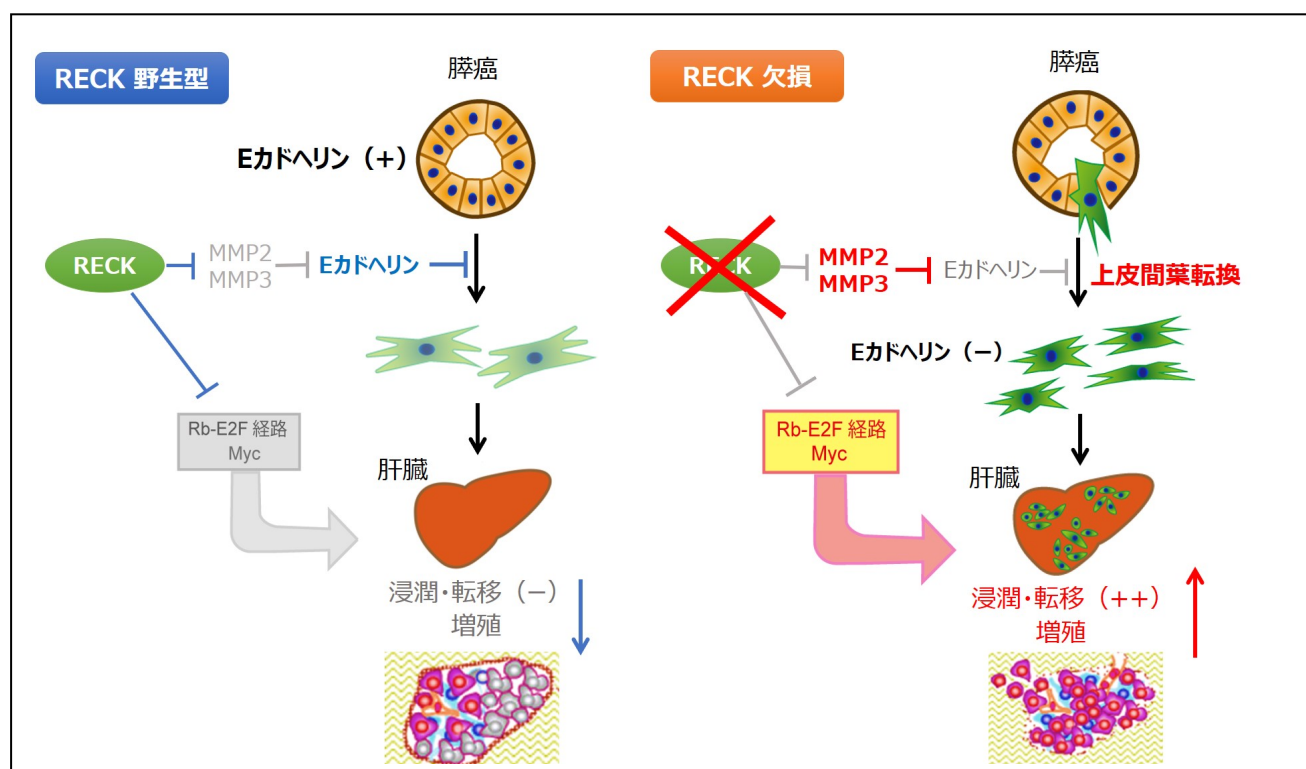 RECK 野生型
膵癌
Eカドヘリン（+）
RECK
MMP2
MMP3
Eカドヘリン
Rb-E2F 経路
Myc
肝臓
浸潤・転移（−）
増殖
RECK 欠損
膵癌
RECK
MMP2
MMP3
Eカドヘリン
上皮間葉転換
Eカドヘリン（−）
Rb-E2F 経路
Myc
肝臓
浸潤・転移（++）
増殖